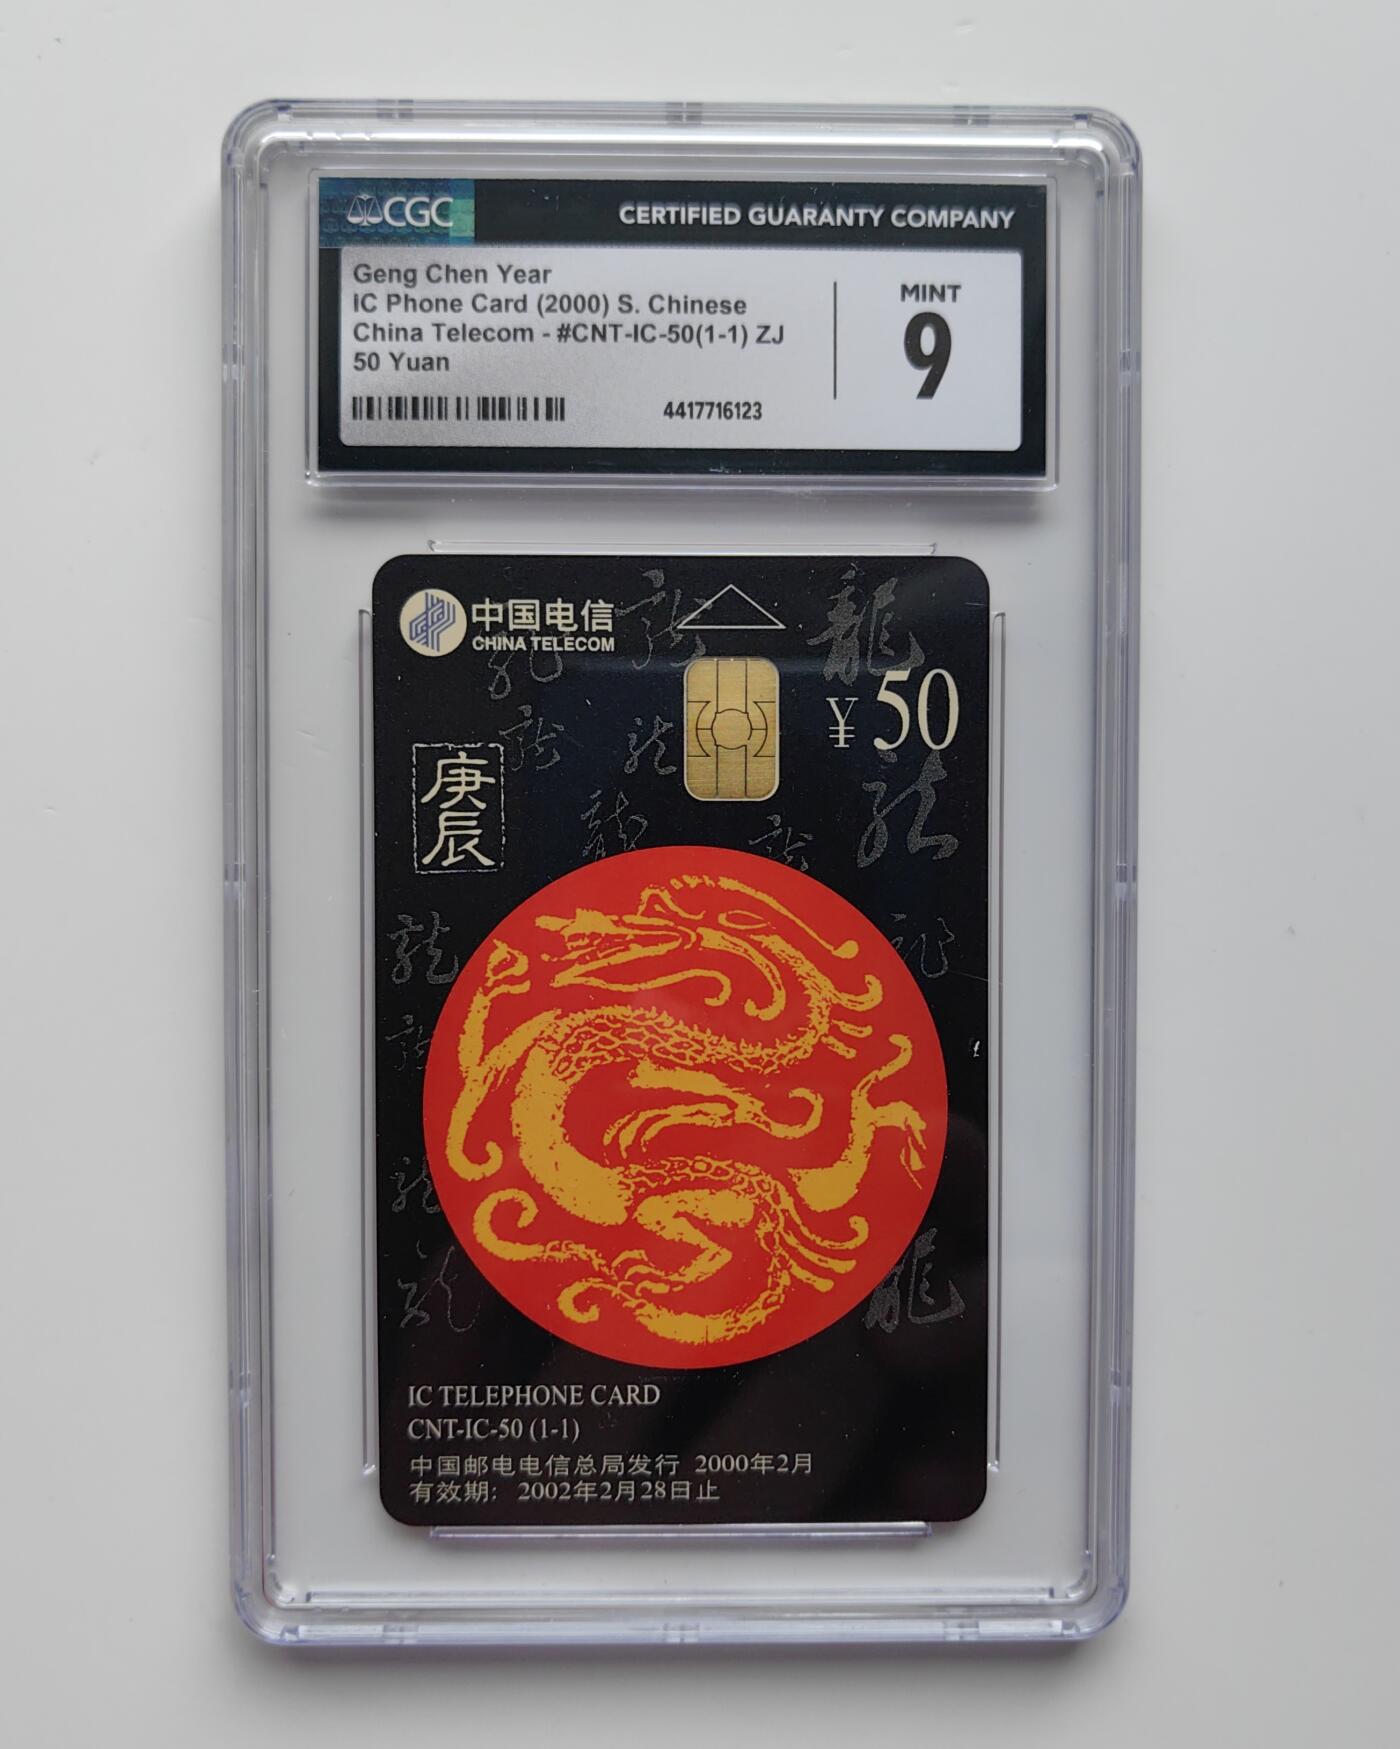 CGC
CERTIFIED GUARANTY COMPANY
Geng Chen Year
IC Phone Card (2000) S. Chinese
China Telecom - #CNT-IC-50(1-1) ZJ
50 Yuan
4417716123
MINT
9
中国电信
CHINA TELECOM
¥50
庚辰
龍
IC TELEPHONE CARD
CNT-IC-50 (1-1)
中国邮电电信总局发行 2000年2月
有效期: 2002年2月28日止